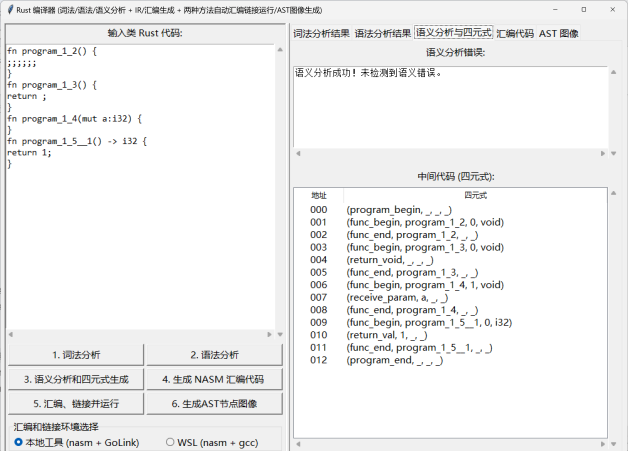 Rust 编译器 (词法/语法/语义分析 + IR/汇编生成 + 两种方法自动汇编链接运行/AST图像生成)
输入类 Rust 代码:
fn program_1_2() {
;;;;;;
}
fn program_1_3() {
return ;
}
fn program_1_4(mut a:i32) {
}
fn program_1_5__1() -> i32 {
return 1;
}
1. 词法分析
2. 语法分析
3. 语义分析和四元式生成
4. 生成 NASM 汇编代码
5. 汇编、链接并运行
6. 生成AST节点图像
汇编和链接环境选择
本地工具 (nasm + GoLink)
WSL (nasm + gcc)
词法分析结果 语法分析结果 语义分析与四元式 汇编代码 AST 图像
语义分析错误:
语义分析成功! 未检测到语义错误。
中间代码 (四元式):
地址 四元式
000 (program_begin, _, _, _)
001 (func_begin, program_1_2, 0, void)
002 (func_end, program_1_2, _, _)
003 (func_begin, program_1_3, 0, void)
004 (return_void, _, _, _)
005 (func_end, program_1_3, _, _)
006 (func_begin, program_1_4, 1, void)
007 (receive_param, a, _, _)
008 (func_end, program_1_4, _, _)
009 (func_begin, program_1_5__1, 0, i32)
010 (return_val, 1, _, _)
011 (func_end, program_1_5__1, _, _)
012 (program_end, _, _, _)